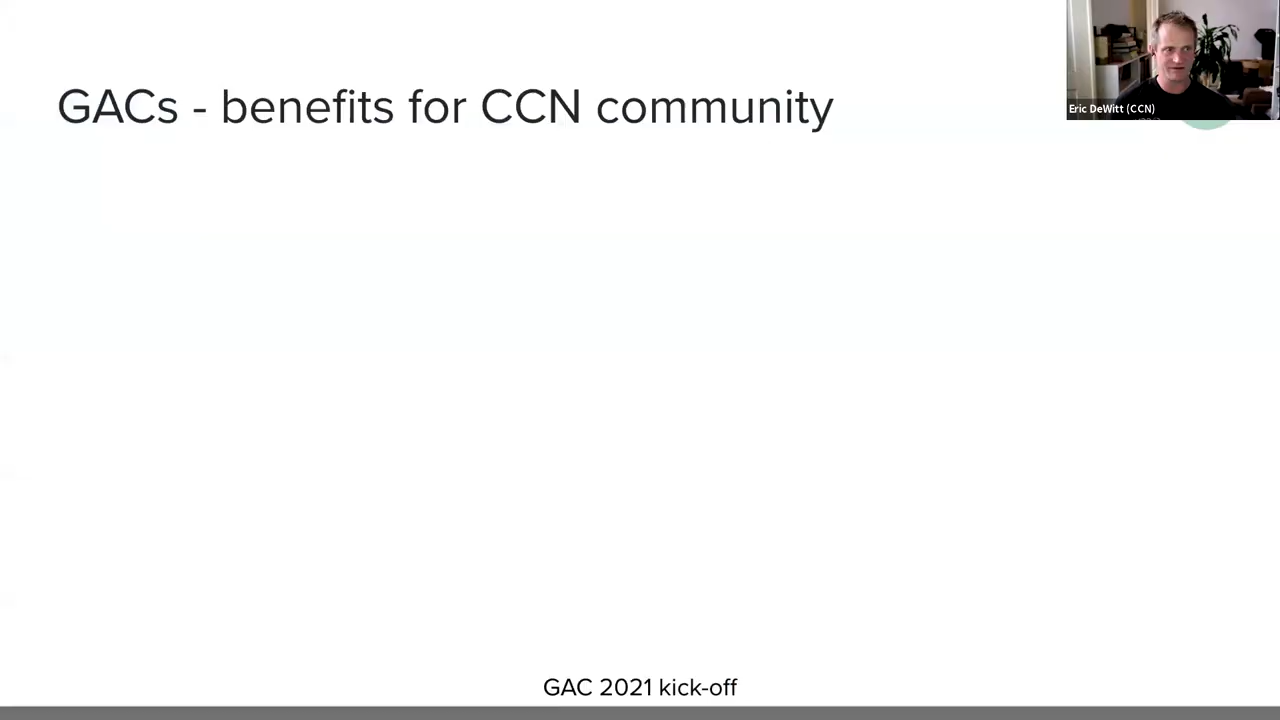 GACs - benefits for CCN community
Eric DeWitt (CCN)
GAC 2021 kick-off